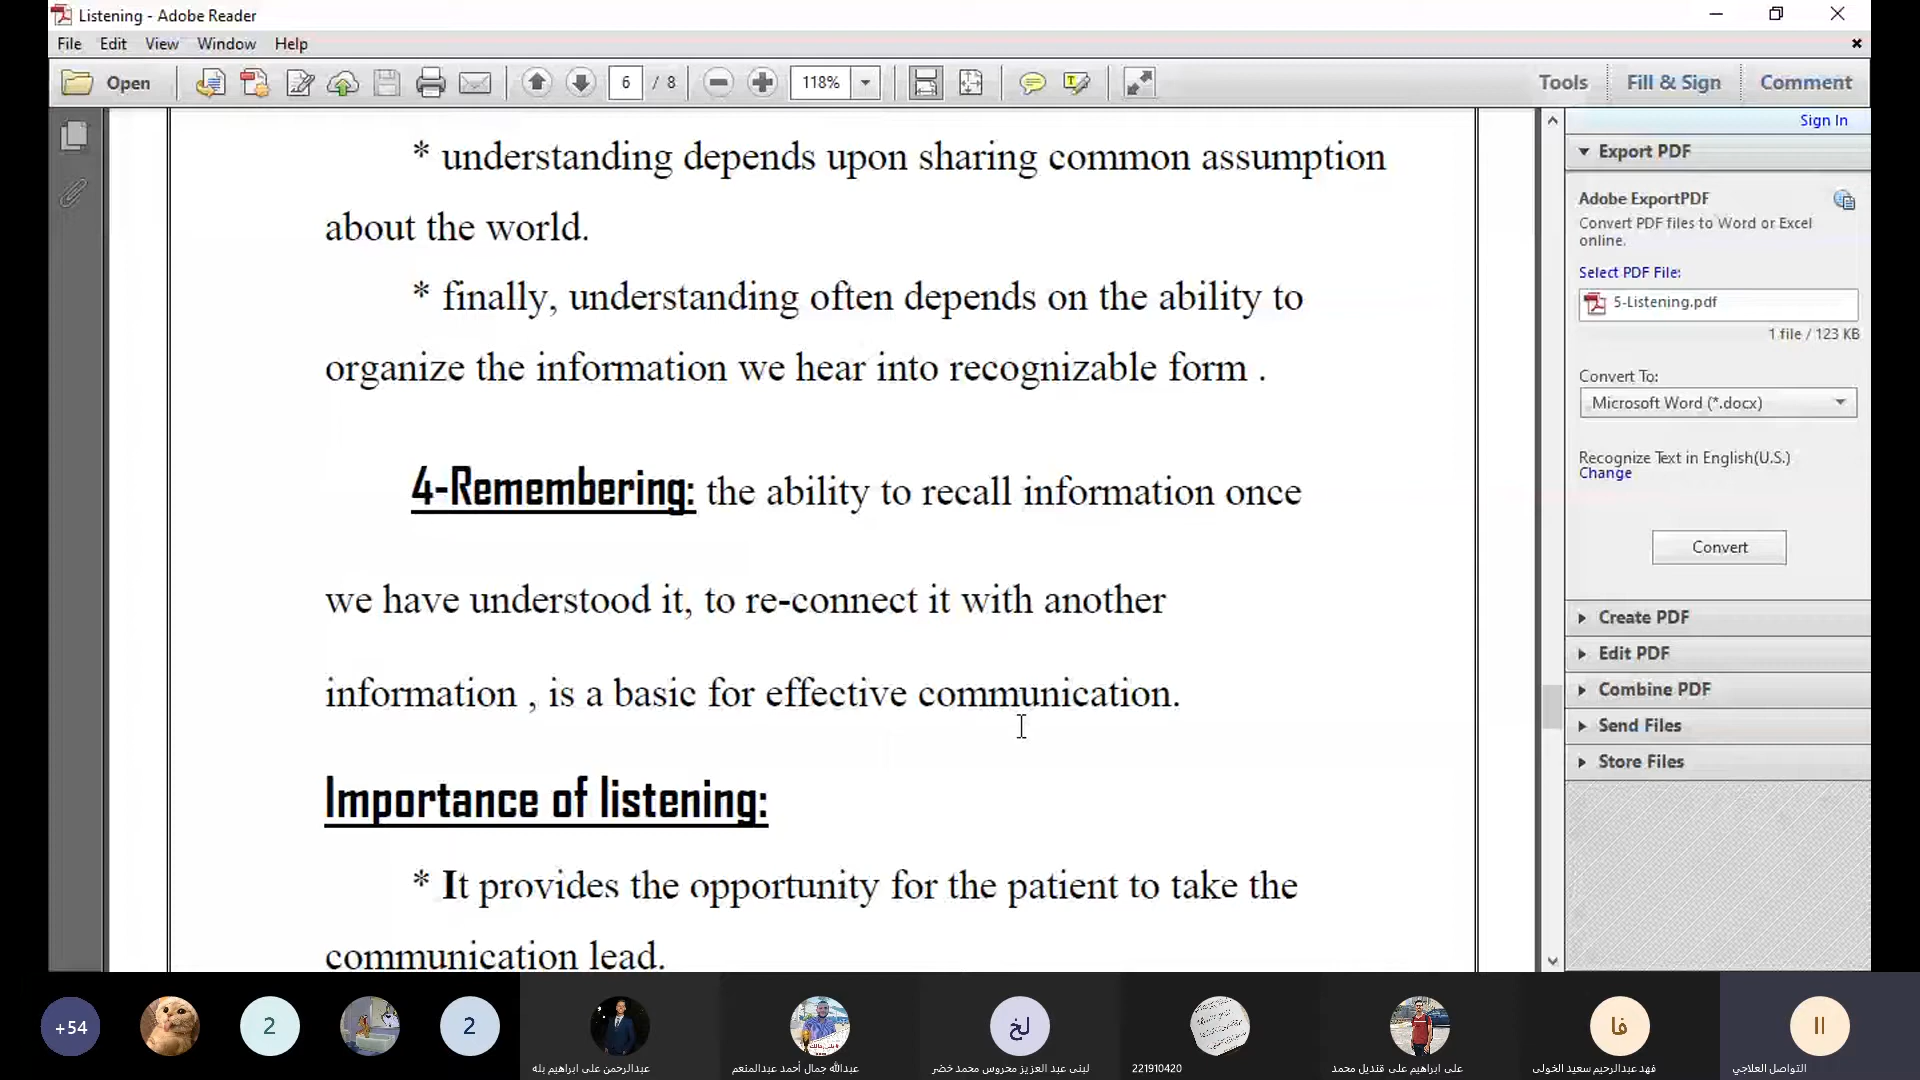 Listening - Adobe Reader
File Edit View Window Help
Open 6 / 8 118% Tools Fill & Sign Comment
Sign In
Export PDF
Adobe ExportPDF
Convert PDF files to Word or Excel
online.
Select PDF File:
5-Listening.pdf
1 file / 123 KB
Convert To:
Microsoft Word (*.docx)
Recognize Text in English(U.S.)
Change
Convert
Create PDF
Edit PDF
Combine PDF
Send Files
Store Files
* understanding depends upon sharing common assumption
about the world.
* finally, understanding often depends on the ability to
organize the information we hear into recognizable form .
4-Remembering: the ability to recall information once
we have understood it, to re-connect it with another
information , is a basic for effective communication.
Importance of listening:
* It provides the opportunity for the patient to take the
communication lead.
+54 2 2 لخ فا II
عبدالرحمن على ابراهيم بله
عبدالله جمال أحمد عبدالمنعم
لبنى عبد العزيز محروس محمد خضر
221910420
على ابراهيم على قنديل محمد
فهد عبدالرحيم سعيد الخولى
التواصل العلاجي